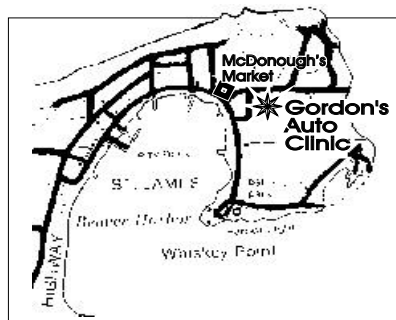 McDonough's
Market
Gordon's
Auto
Clinic
ST. JAMES
Beaver Harbor
Whiskey Point
HIGHWAY